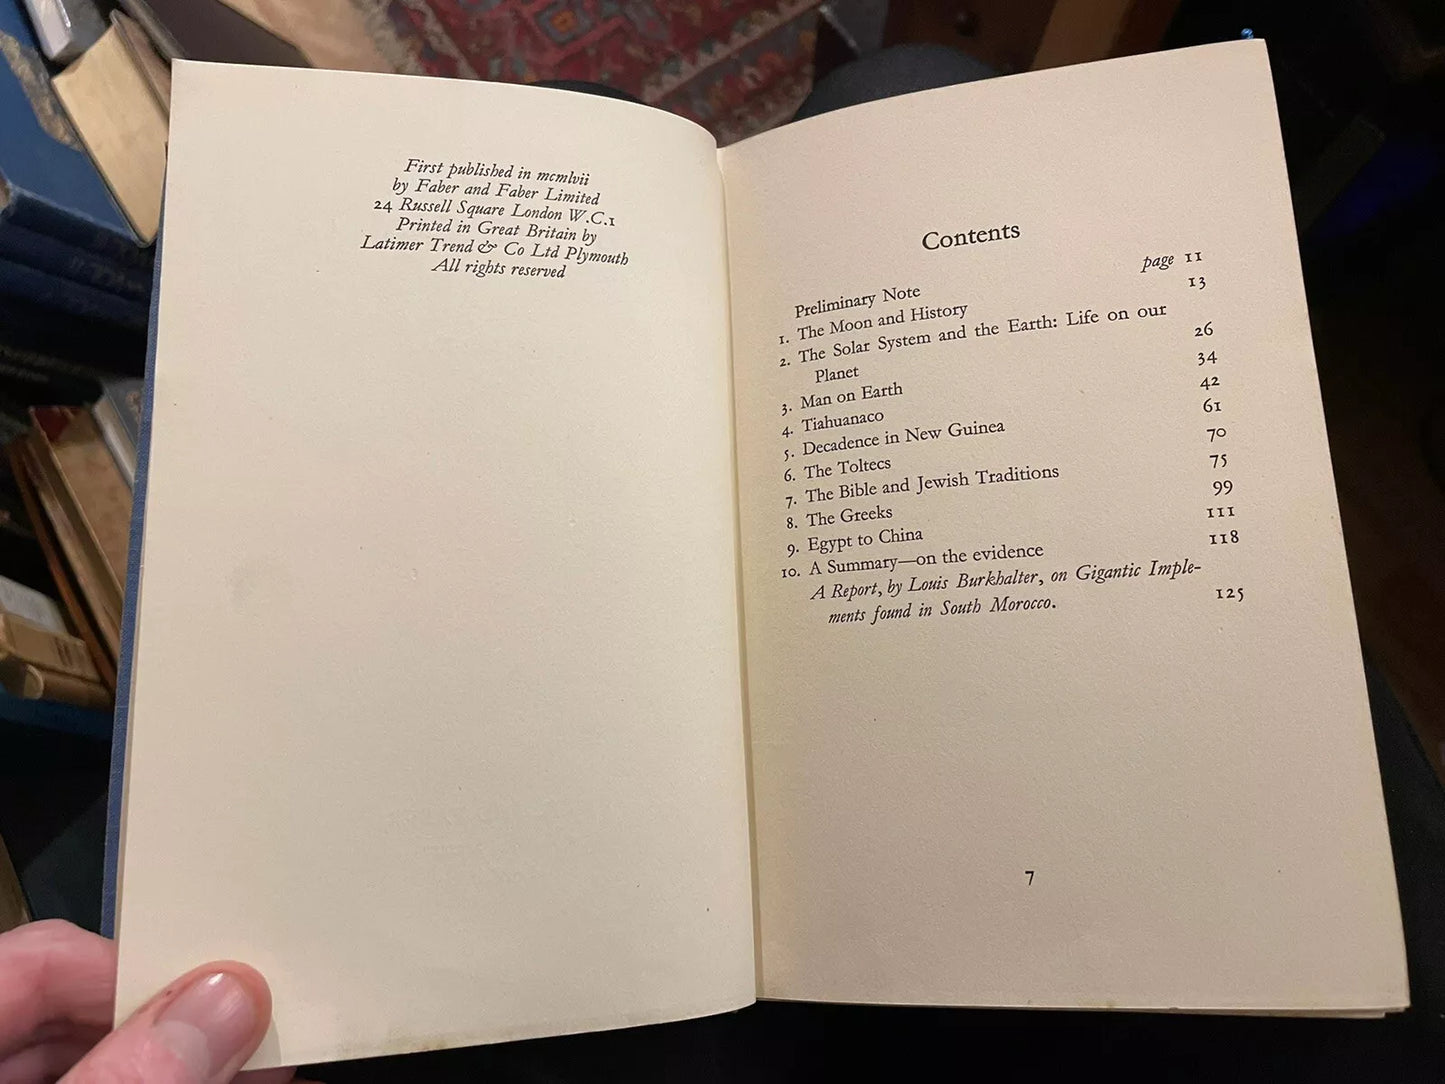 First published in mcmlvii
by Faber and Faber Limited
24 Russell Square London W.C.1
Printed in Great Britain by
Latimer Trend & Co Ltd Plymouth
All rights reserved
Contents
Preliminary Note page 11
1. The Moon and History 13
2. The Solar System and the Earth: Life on our
Planet 26
3. Man on Earth 34
4. Tiahuanaco 42
5. Decadence in New Guinea 61
6. The Toltecs 70
7. The Bible and Jewish Traditions 75
8. The Greeks 99
9. Egypt to China 111
10. A Summary—on the evidence 118
A Report, by Louis Burkhalter, on Gigantic Imple-
ments found in South Morocco. 125
7